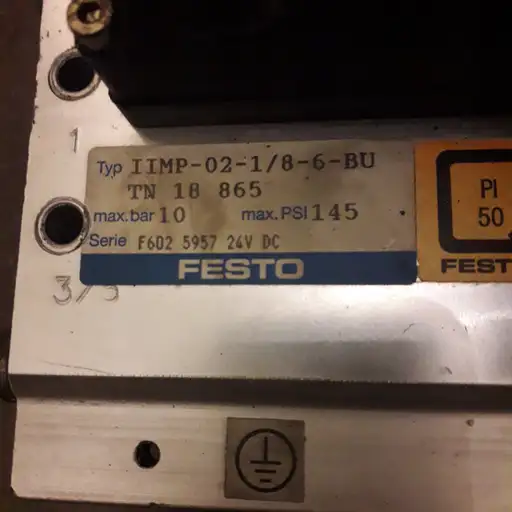 1
Typ IIMP-02-1/8-6-BU
TN 18 865
max.bar 10 max.PSI 145
Serie F602 5957 24V DC
FESTO
3/5
PI
50
FEST